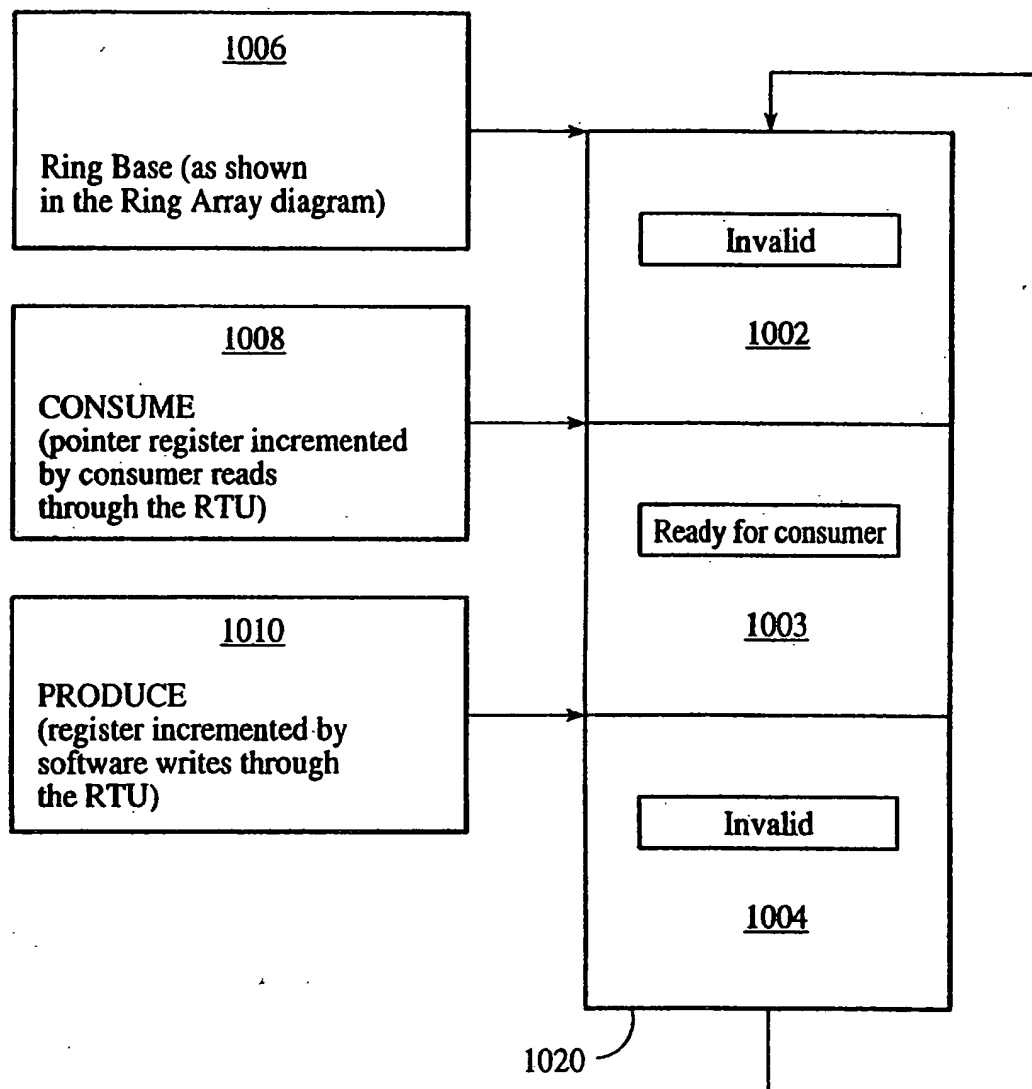 1006
Ring Base (as shown
in the Ring Array diagram)
1008
CONSUME
(pointer register incremented
by consumer reads
through the RTU)
1010
PRODUCE
(register incremented by
software writes through
the RTU)
Invalid
1002
Ready for consumer
1003
Invalid
1004
1020